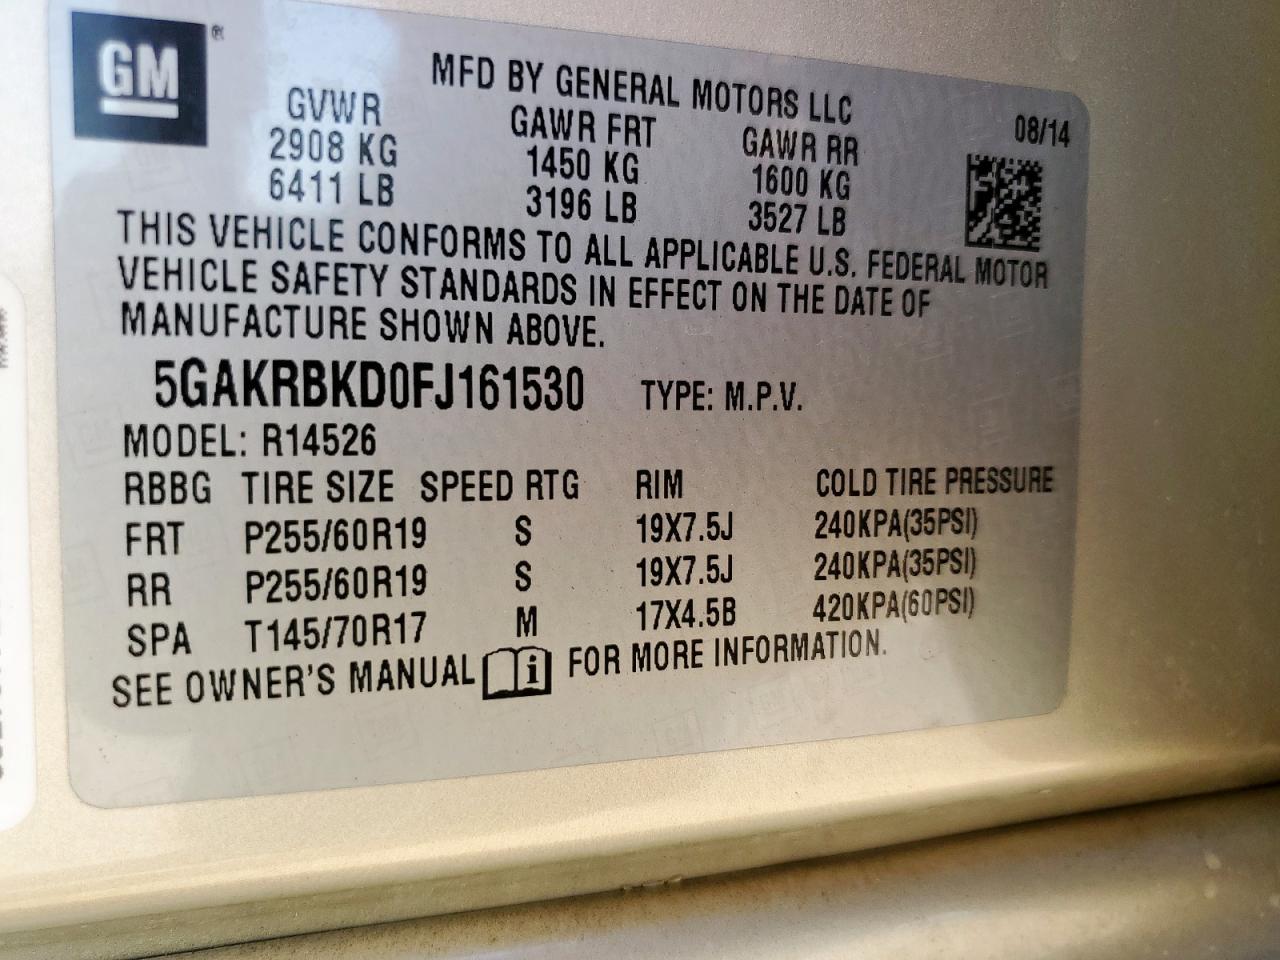 GM ®
MFD BY GENERAL MOTORS LLC
08/14
GVWR GAWR FRT GAWR RR
2908 KG 1450 KG 1600 KG
6411 LB 3196 LB 3527 LB
THIS VEHICLE CONFORMS TO ALL APPLICABLE U.S. FEDERAL MOTOR
VEHICLE SAFETY STANDARDS IN EFFECT ON THE DATE OF
MANUFACTURE SHOWN ABOVE.
5GAKRBKD0FJ161530 TYPE: M.P.V.
MODEL: R14526
RBBG TIRE SIZE SPEED RTG RIM COLD TIRE PRESSURE
FRT P255/60R19 S 19X7.5J 240KPA(35PSI)
RR P255/60R19 S 19X7.5J 240KPA(35PSI)
SPA T145/70R17 M 17X4.5B 420KPA(60PSI)
SEE OWNER'S MANUAL i FOR MORE INFORMATION.